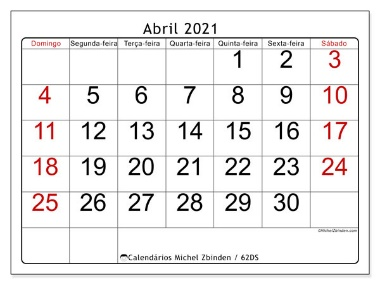 Abril 2021
Domingo Segunda-feira Terça-feira Quarta-feira Quinta-feira Sexta-feira Sábado
1 2 3
4 5 6 7 8 9 10
11 12 13 14 15 16 17
18 19 20 21 22 23 24
25 26 27 28 29 30
©MichelZbinden.com
Calendários Michel Zbinden / 62DS